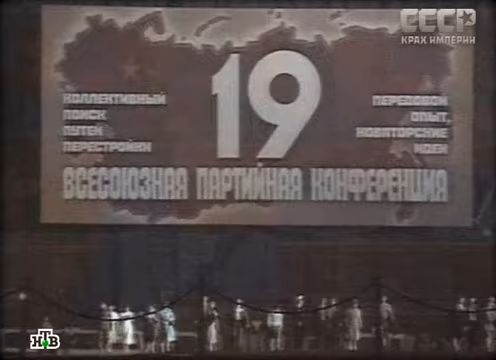 СССР
КРАХ ИМПЕРИИ
19
КОЛЛЕКТИВНЫЙ
ПОИСК
ПУТЕЙ
ПЕРЕСТРОЙКИ
ПЕРЕДОВОЙ
ОПЫТ,
НОВАТОРСКИЕ
ИДЕИ
ВСЕСОЮЗНАЯ ПАРТИЙНАЯ КОНФЕРЕНЦИЯ
НТВ